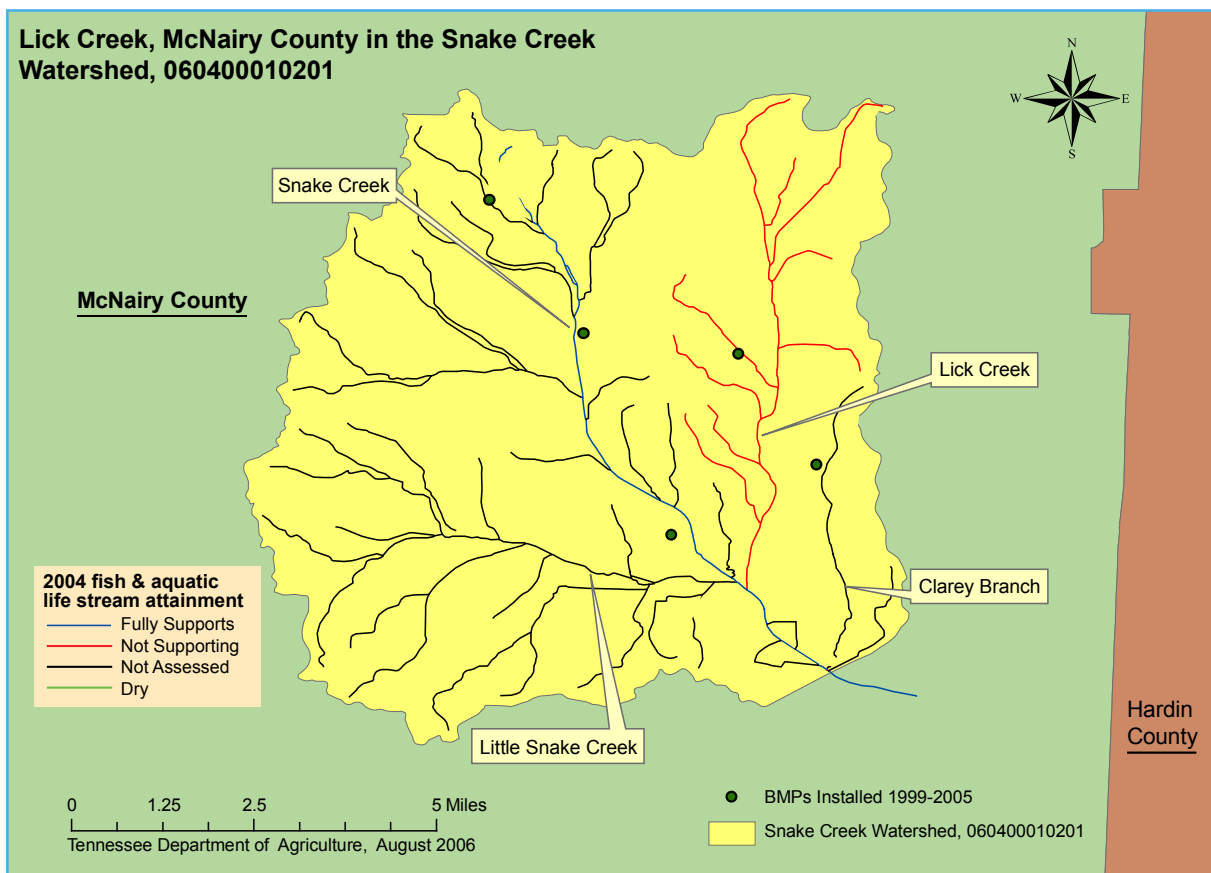 Lick Creek, McNairy County in the Snake Creek
Watershed, 060400010201
N
W
E
S
Snake Creek
McNairy County
Lick Creek
Clarey Branch
2004 fish & aquatic
life stream attainment
Fully Supports
Not Supporting
Not Assessed
Dry
Little Snake Creek
Hardin
County
0 1.25 2.5 5 Miles
Tennessee Department of Agriculture, August 2006
BMPs Installed 1999-2005
Snake Creek Watershed, 060400010201